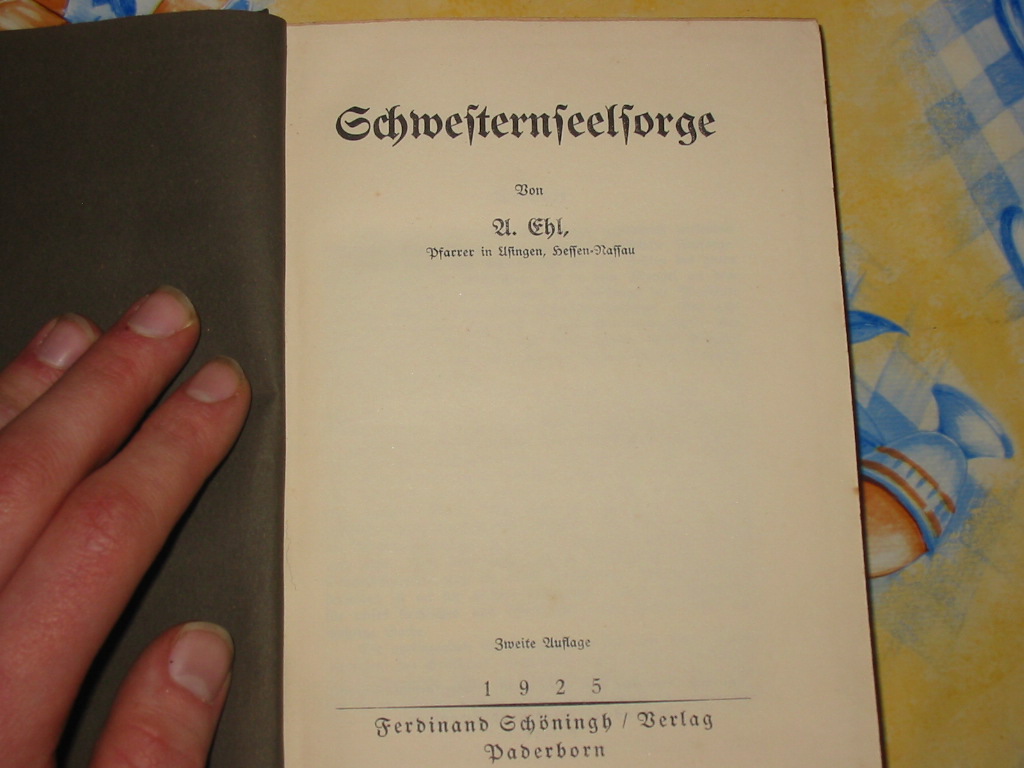 Schweſternſeelſorge
Von
A. Ehl,
Pfarrer in Uſingen, Heſſen-Naſſau
Zweite Auflage
1925
Ferdinand Schöningh / Verlag
Paderborn